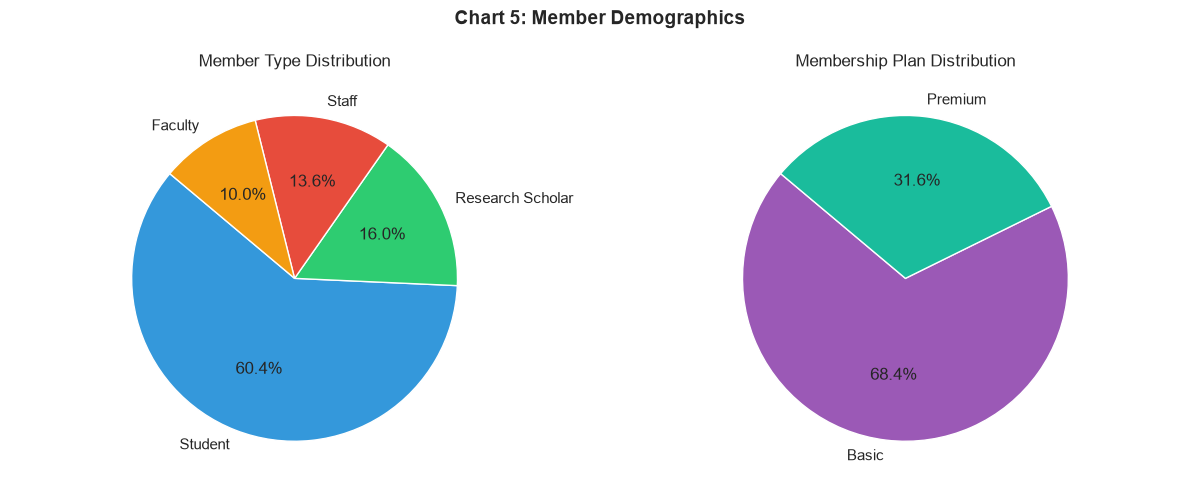 Chart 5: Member Demographics
Member Type Distribution
Staff
Faculty
13.6%
10.0%
Research Scholar
16.0%
60.4%
Student
Membership Plan Distribution
Premium
31.6%
68.4%
Basic